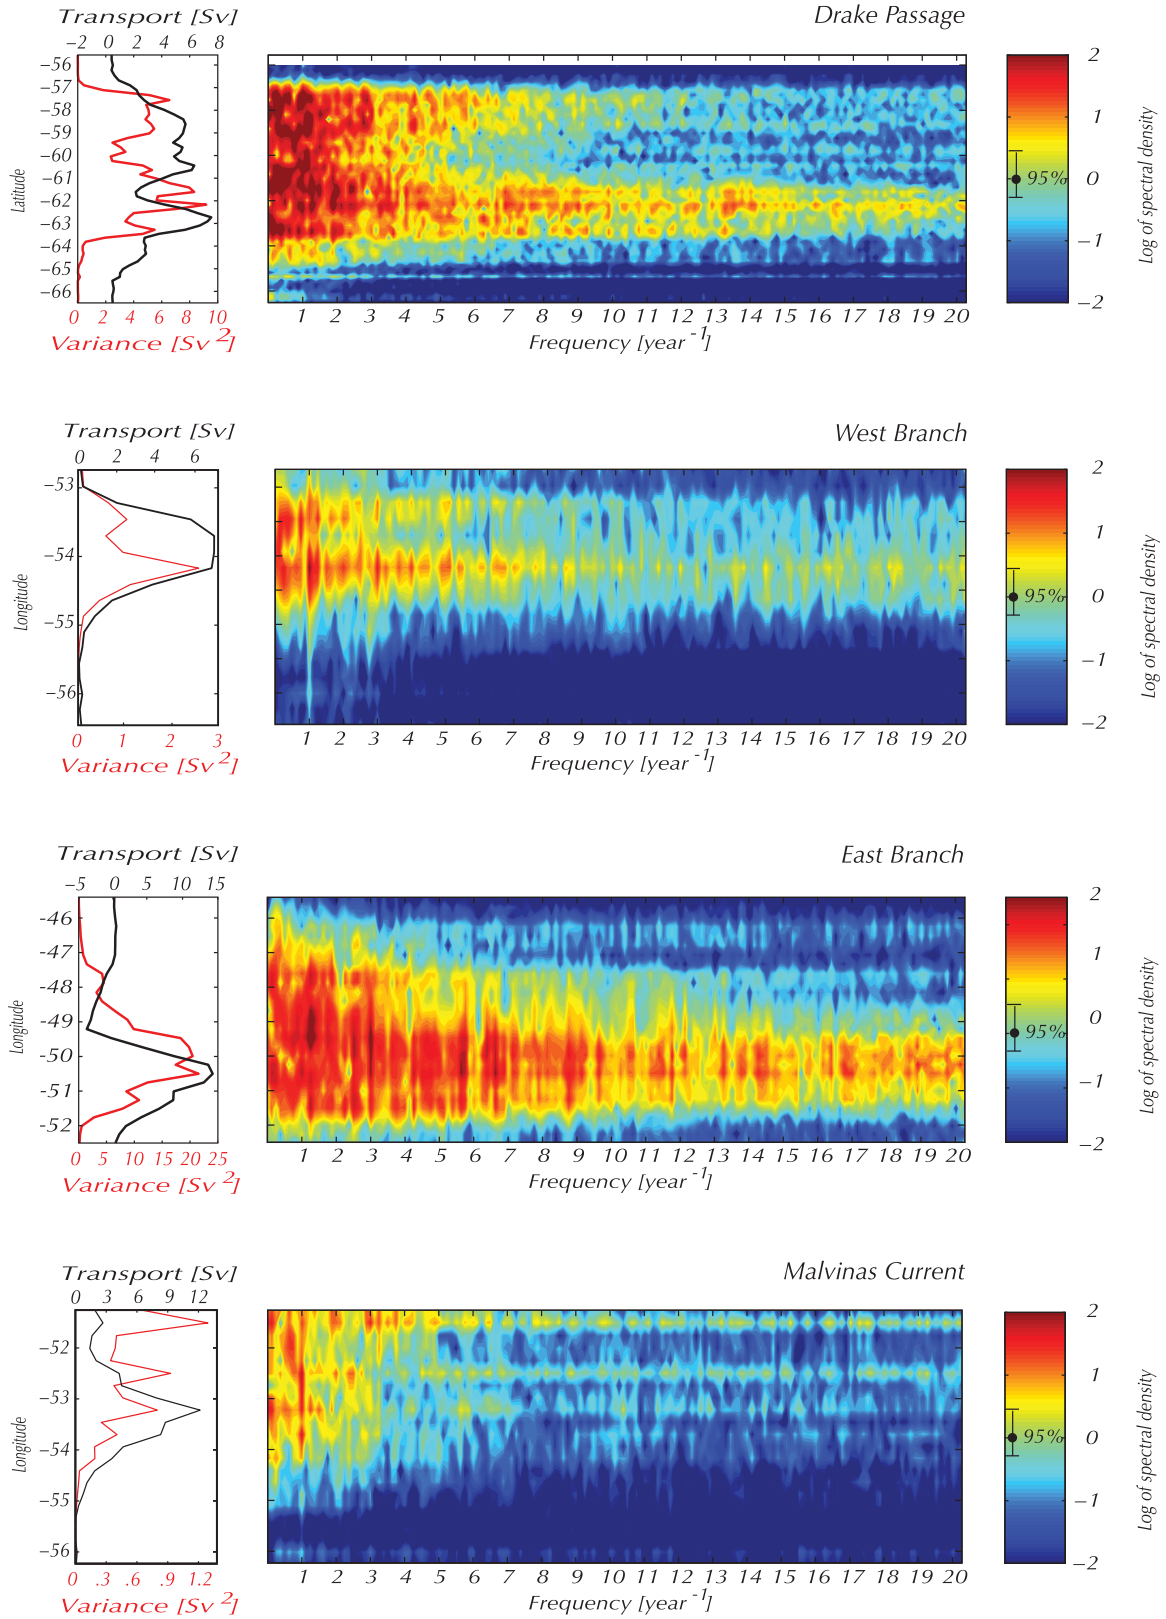 Transport [Sv]
Drake Passage
−2 0 2 4 6 8
−56
−57
−58
−59
−60
−61
−62
−63
−64
−65
−66
Latitude
0 2 4 6 8 10
Variance [Sv 2]
1 2 3 4 5 6 7 8 9 10 11 12 13 14 15 16 17 18 19 20
Frequency [year -1]
2
1
0
−1
−2
95%
Log of spectral density
Transport [Sv]
West Branch
0 2 4 6
−53
−54
−55
−56
Longitude
0 1 2 3
Variance [Sv 2]
1 2 3 4 5 6 7 8 9 10 11 12 13 14 15 16 17 18 19 20
Frequency [year -1]
2
1
0
−1
−2
95%
Log of spectral density
Transport [Sv]
East Branch
−5 0 5 10 15
-46
-47
-48
-49
-50
-51
-52
Longitude
0 5 10 15 20 25
Variance [Sv 2]
1 2 3 4 5 6 7 8 9 10 11 12 13 14 15 16 17 18 19 20
Frequency [year -1]
2
1
0
−1
−2
95%
Log of spectral density
Transport [Sv]
Malvinas Current
0 3 6 9 12
−52
−53
−54
−55
−56
Longitude
0 .3 .6 .9 1.2
Variance [Sv 2]
1 2 3 4 5 6 7 8 9 10 11 12 13 14 15 16 17 18 19 20
Frequency [year -1]
2
1
0
−1
−2
95%
Log of spectral density